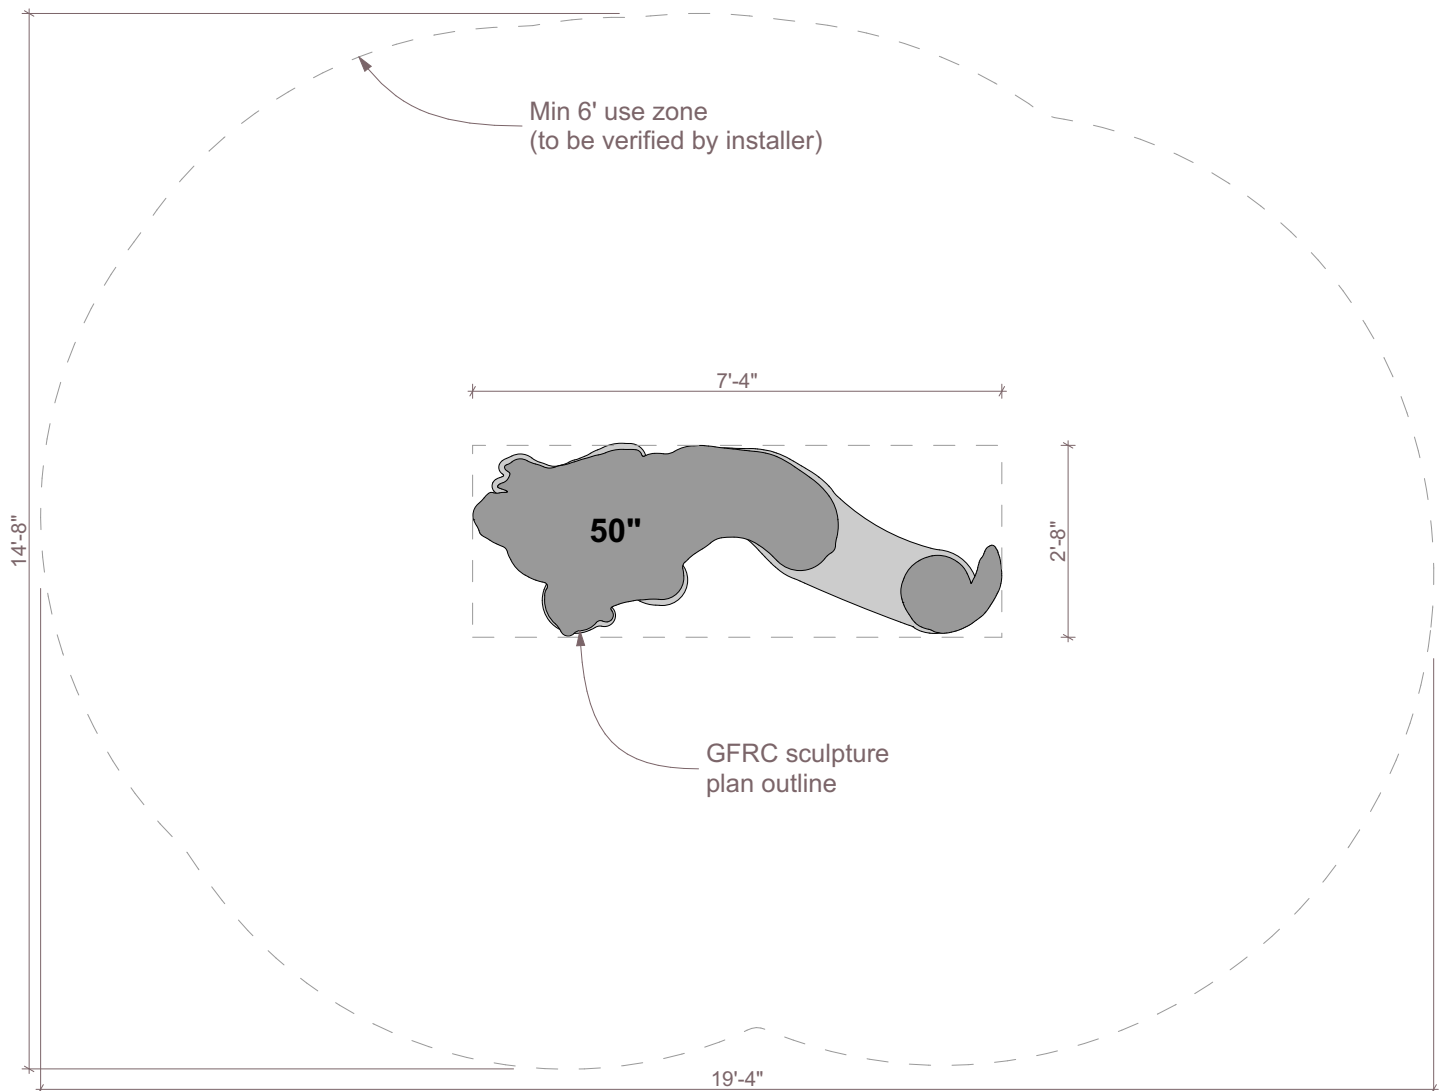 Min 6' use zone
(to be verified by installer)
7'-4"
50"
2'-8"
14'-8"
GFRC sculpture
plan outline
19'-4"